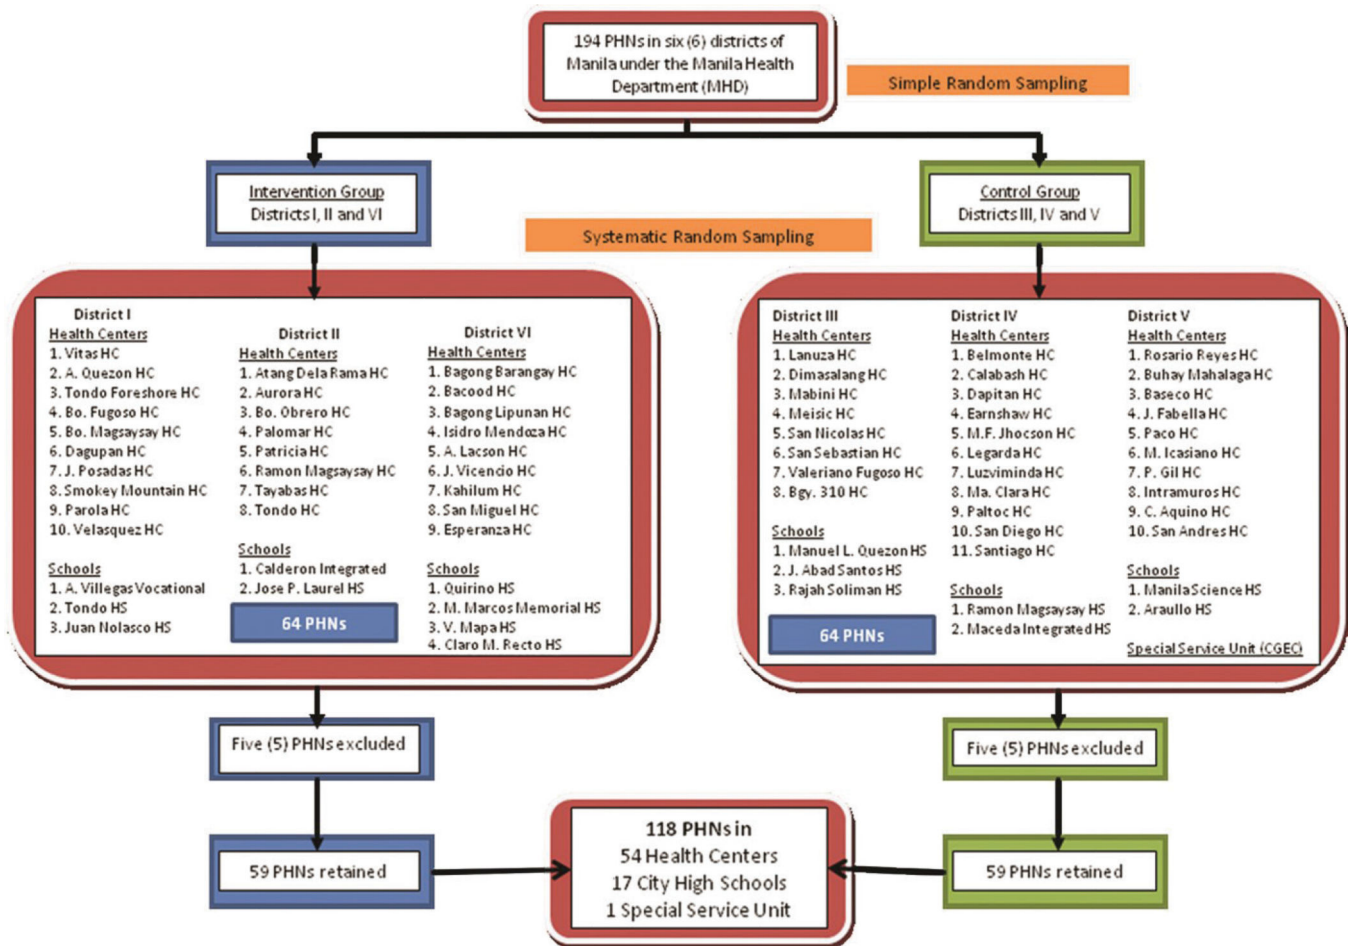 194 PHNs in six (6) districts of
Manila under the Manila Health
Department (MHD)
Simple Random Sampling
Intervention Group
Districts I, II and VI
Control Group
Districts III, IV and V
Systematic Random Sampling
District I
Health Centers
1. Vitas HC
2. A. Quezon HC
3. Tondo Foreshore HC
4. Bo. Fugoso HC
5. Bo. Magsaysay HC
6. Dagupan HC
7. J. Posadas HC
8. Smokey Mountain HC
9. Parola HC
10. Velasquez HC
Schools
1. A. Villegas Vocational
2. Tondo HS
3. Juan Nolasco HS
District II
Health Centers
1. Atang Dela Rama HC
2. Aurora HC
3. Bo. Obrero HC
4. Palomar HC
5. Patricia HC
6. Ramon Magsaysay HC
7. Tayabas HC
8. Tondo HC
Schools
1. Calderon Integrated
2. Jose P. Laurel HS
64 PHNs
District VI
Health Centers
1. Bagong Barangay HC
2. Bacood HC
3. Bagong Lipunan HC
4. Isidro Mendoza HC
5. A. Lacson HC
6. J. Vicencio HC
7. Kahilum HC
8. San Miguel HC
9. Esperanza HC
1. Quirino HS
Schools
2. M. Marcos Memorial HS
3. V. Mapa HS
4. Claro M. Recto HS
District III
Health Centers
1. Lanuza HC
2. Dimasalang HC
3. Mabini HC
4. Meisic HC
5. San Nicolas HC
6. San Sebastian HC
7. Valeriano Fugoso HC
8. Bgy. 310 HC
Schools
1. Manuel L. Quezon HS
2. J. Abad Santos HS
3. Rajah Soliman HS
64 PHNs
District IV
Health Centers
1. Belmonte HC
2. Calabash HC
3. Dapitan HC
4. Earnshaw HC
5. M.F. Jhocson HC
6. Legarda HC
7. Luzviminda HC
8. Ma. Clara HC
9. Paltoc HC
10. San Diego HC
11. Santiago HC
Schools
1. Ramon Magsaysay HS
2. Maceda Integrated HS
District V
Health Centers
1. Rosario Reyes HC
2. Buhay Mahalaga HC
3. Baseco HC
4. J. Fabella HC
5. Paco HC
6. M. Icasiano HC
7. P. Gil HC
8. Intramuros HC
9. C. Aquino HC
10. San Andres HC
Schools
1. Manila Science HS
2. Araullo HS
Special Service Unit (CGEC)
Five (5) PHNs excluded
Five (5) PHNs excluded
59 PHNs retained
118 PHNs in
54 Health Centers
17 City High Schools
1 Special Service Unit
59 PHNs retained